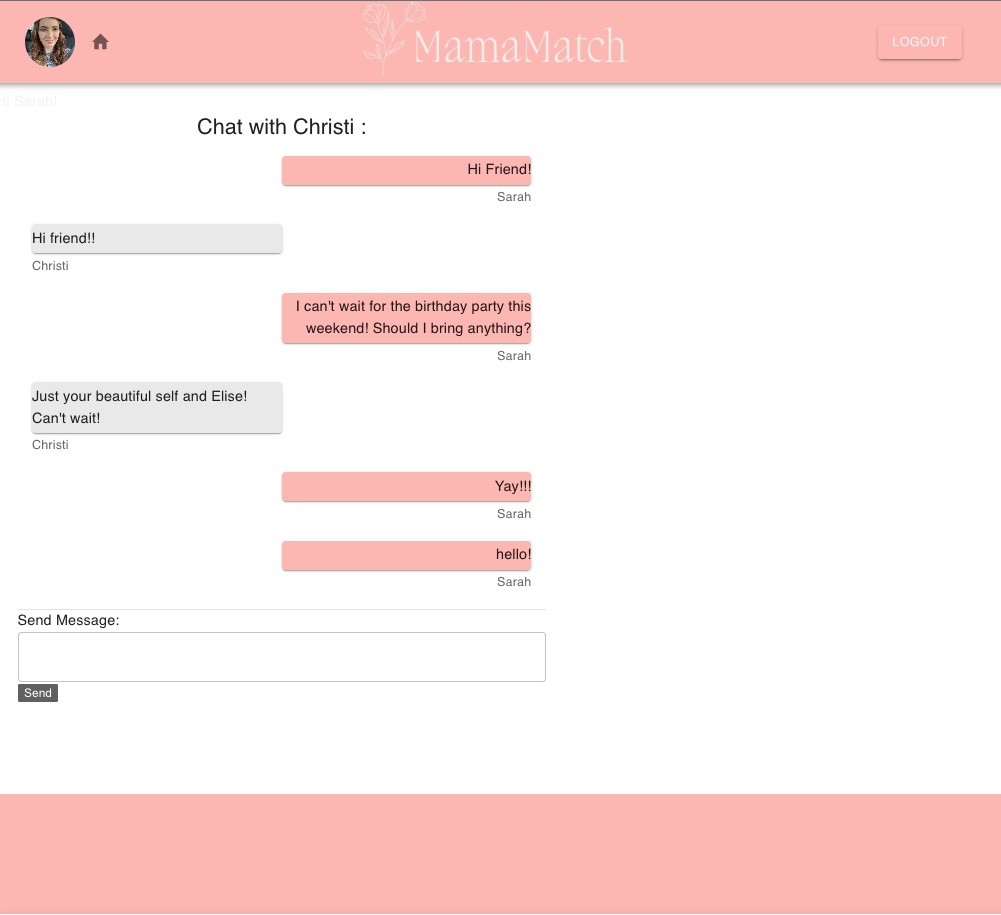 MamaMatch
LOGOUT
Hi Sarah!
Chat with Christi :
Hi Friend!
Sarah
Hi friend!!
Christi
I can't wait for the birthday party this
weekend! Should I bring anything?
Sarah
Just your beautiful self and Elise!
Can't wait!
Christi
Yay!!!
Sarah
hello!
Sarah
Send Message:
Send